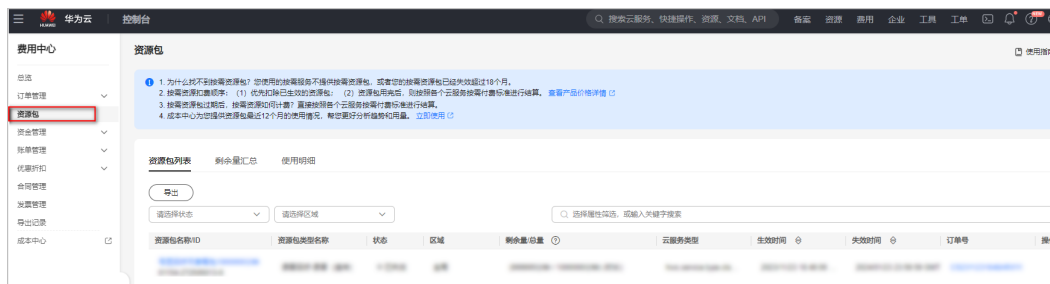 HUAWEI 华为云 控制台 搜索云服务、快捷操作、资源、文档、API 备案 资源 费用 企业 工具 工单
费用中心
总览
订单管理
资源包
资金管理
账单管理
优惠折扣
合同管理
发票管理
导出记录
成本中心
资源包 使用指南
1. 为什么找不到按需资源包？您使用的按需服务不提供按需资源包，或者您的按需资源包已经失效超过18个月。
2. 按需资源扣费顺序：（1）优先扣除已生效的资源包；（2）资源包用完后，则按照各个云服务按需付费标准进行结算。 查看产品价格详情
3. 按需资源包过期后，按需资源如何计费？直接按照各个云服务按需付费标准进行结算。
4. 成本中心为您提供资源包最近12个月的使用情况，帮您更好分析趋势和用量。 立即使用
资源包列表 剩余量汇总 使用明细
导出
请选择状态 请选择区域 选择属性筛选，或输入关键字搜索
资源包名称/ID 资源包类型名称 状态 区域 剩余量/总量 云服务类型 生效时间 失效时间 订单号